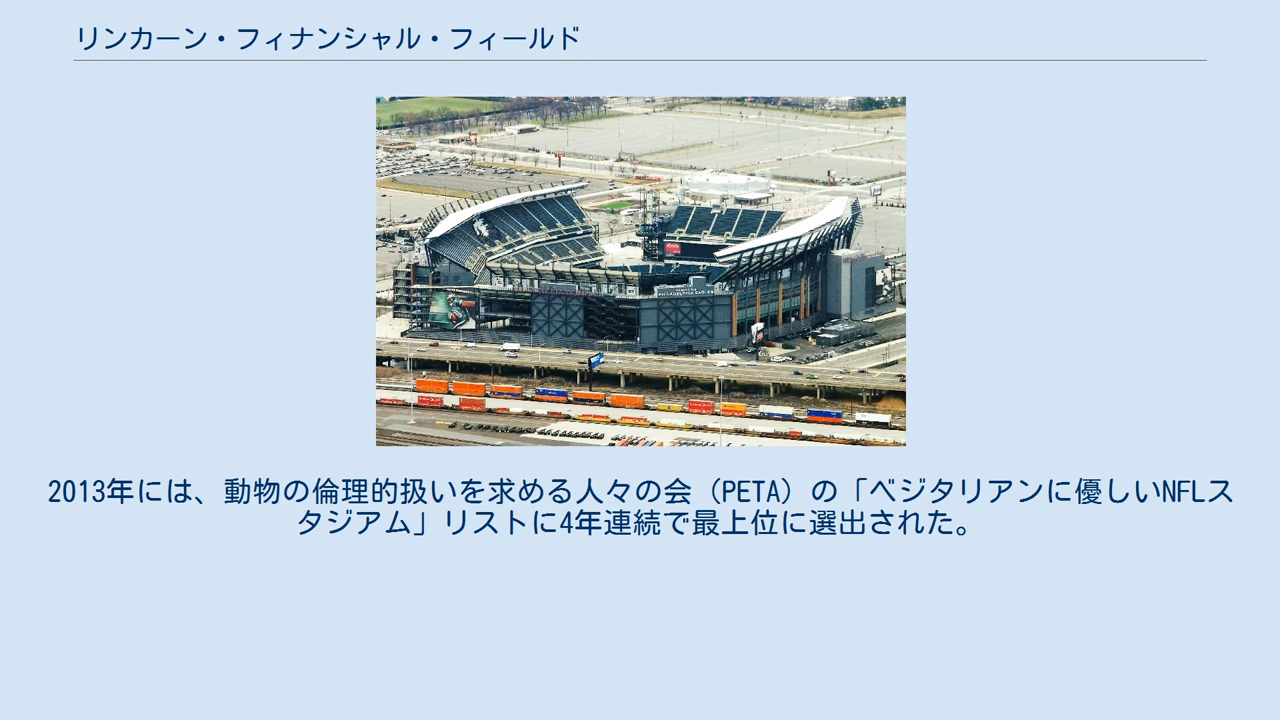 リンカーン・フィナンシャル・フィールド
PHILADELPHIA EAGLES
2013年には、動物の倫理的扱いを求める人々の会（PETA）の「ベジタリアンに優しいNFLス
タジアム」リストに4年連続で最上位に選出された。